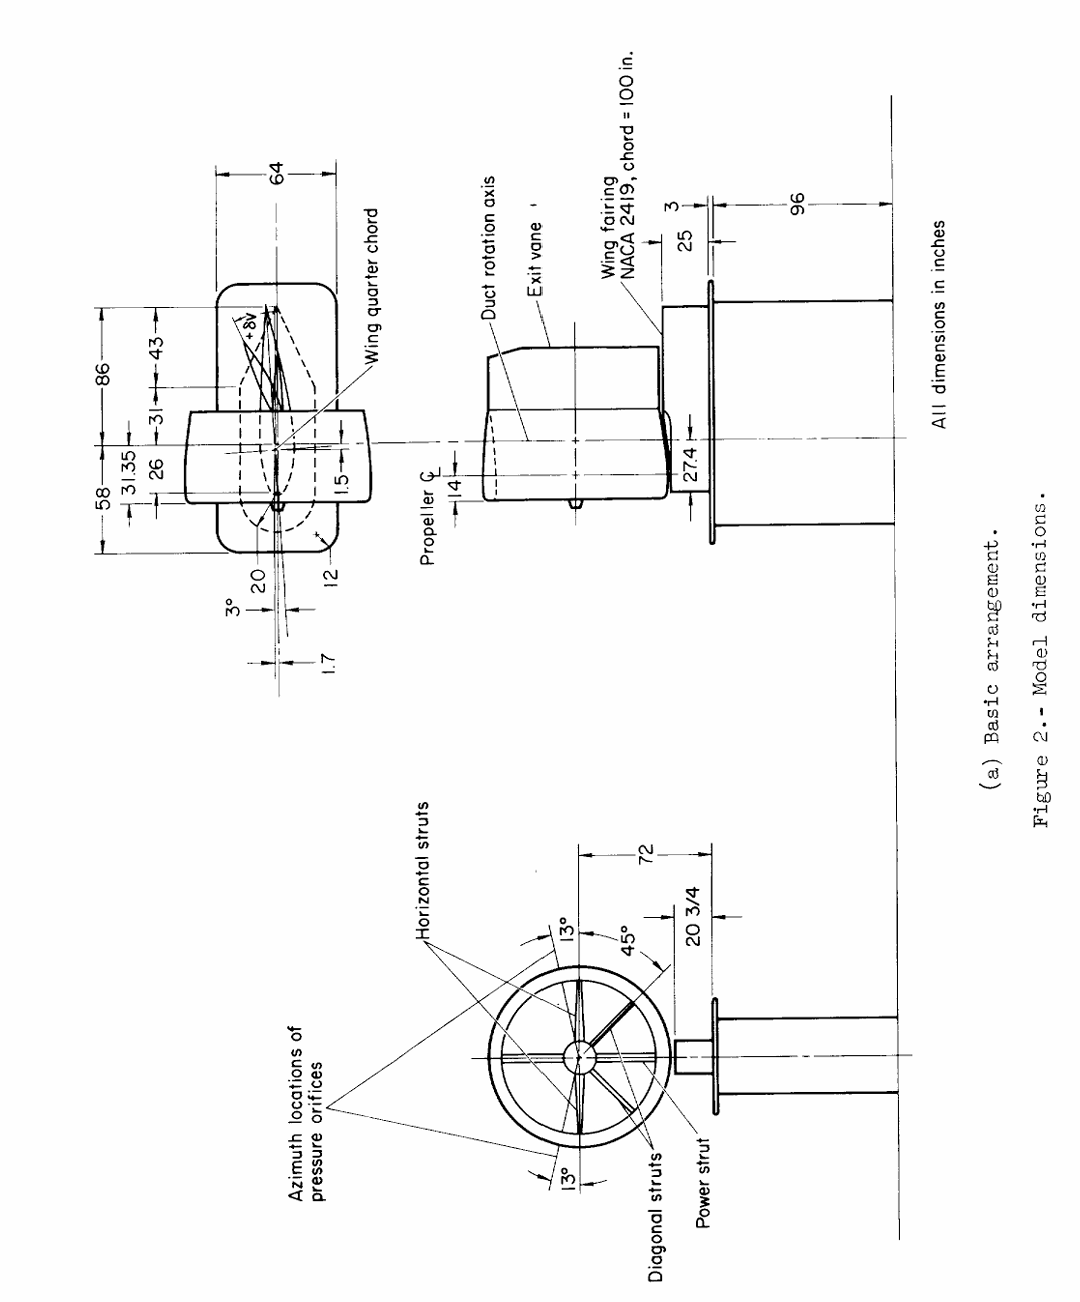 58
86
31.35
26
31
43
+δV
64
1.5
20
12
3°
1.7
Wing quarter chord
Propeller ℄
14
Duct rotation axis
Exit vane
Wing fairing
NACA 2419, chord = 100 in.
27.4
25
3
96
All dimensions in inches
Azimuth locations of
pressure orifices
Horizontal struts
13°
13°
45°
72
20 3/4
Diagonal struts
Power strut
(a) Basic arrangement.
Figure 2.- Model dimensions.